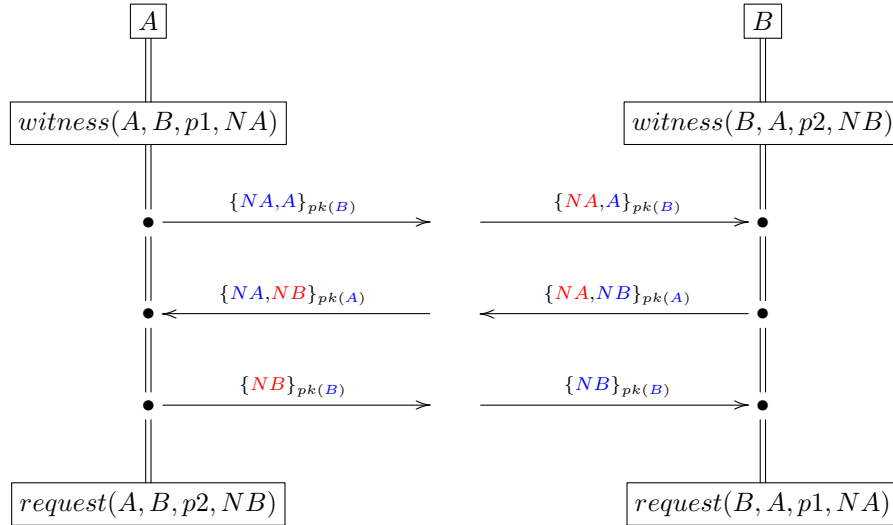 A B
witness(A, B, p1, NA) witness(B, A, p2, NB)
{NA,A}pk(B) {NA,A}pk(B)
{NA,NB}pk(A) {NA,NB}pk(A)
{NB}pk(B) {NB}pk(B)
request(A, B, p2, NB) request(B, A, p1, NA)